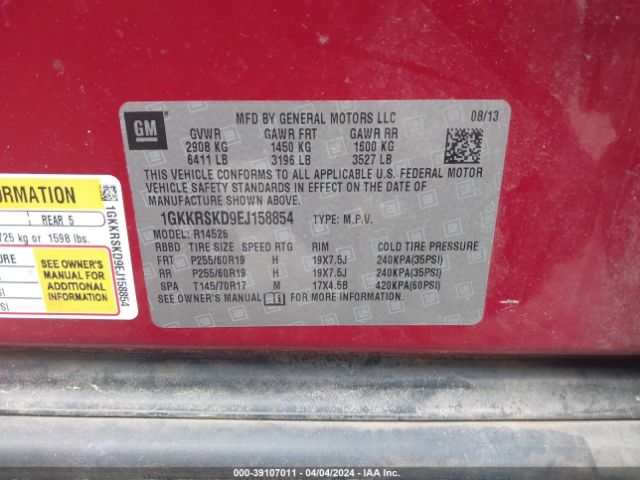 GM
MFD BY GENERAL MOTORS LLC 08/13
GVWR GAWR FRT GAWR RR
2908 KG 1450 KG 1500 KG
6411 LB 3196 LB 3527 LB
THIS VEHICLE CONFORMS TO ALL APPLICABLE U.S. FEDERAL MOTOR
VEHICLE SAFETY STANDARDS IN EFFECT ON THE DATE OF
MANUFACTURE SHOWN ABOVE.
1GKKRSKD9EJ158854 TYPE: M.P.V.
MODEL: R14526
RBBD TIRE SIZE SPEED RTG RIM COLD TIRE PRESSURE
FRT P255/60R19 H 19X7.5J 240KPA(35PSI)
RR P255/60R19 H 19X7.5J 240KPA(35PSI)
SPA T145/70R17 M 17X4.5B 420KPA(60PSI)
SEE OWNER'S MANUAL FOR MORE INFORMATION.
FORMATION
REAR 5
725 kg or 1598 lbs.
SEE OWNER'S
MANUAL FOR
ADDITIONAL
INFORMATION
1GKKRSKD9EJ158854
000-39107011 - 04/04/2024 - IAAI.com